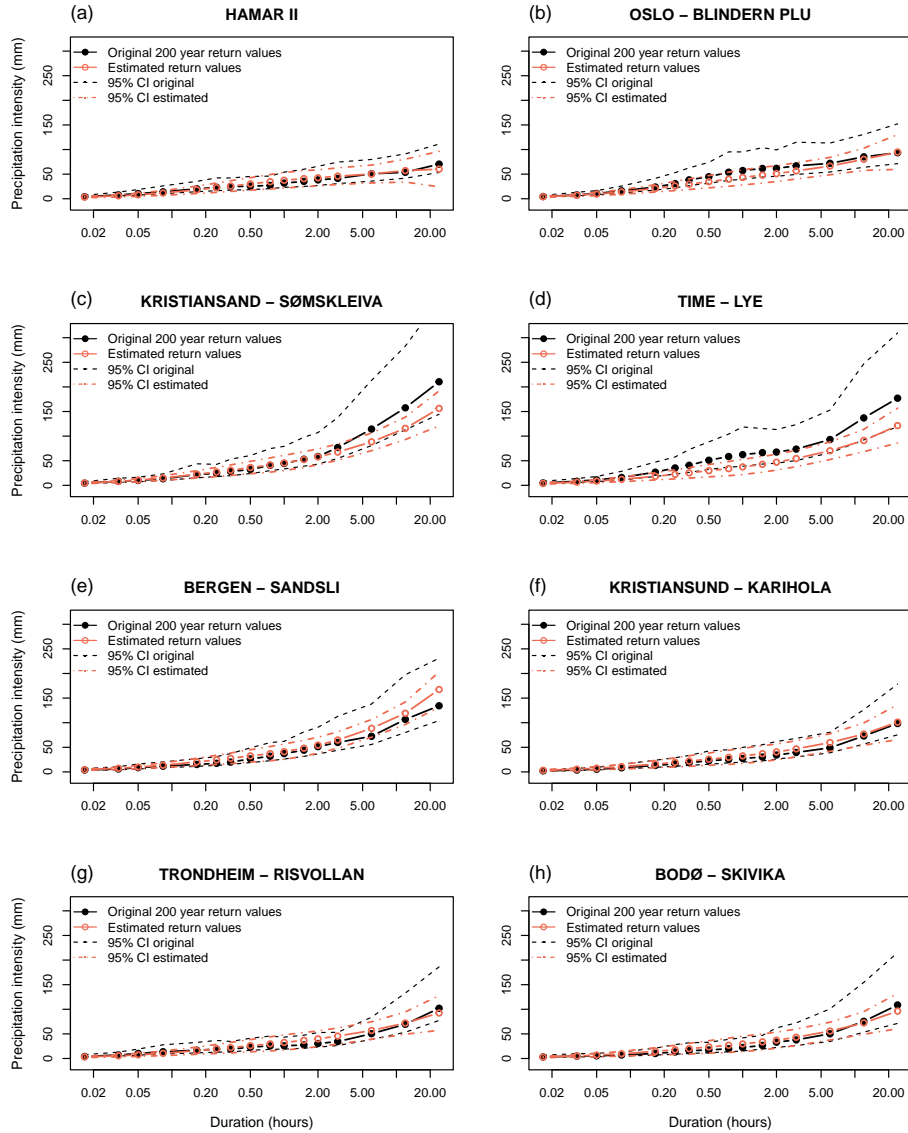 (a) HAMAR II
Precipitation intensity (mm)
0 50 150 250
Original 200 year return values
Estimated return values
95% CI original
95% CI estimated
0.02 0.05 0.20 0.50 2.00 5.00 20.00
(b) OSLO − BLINDERN PLU
0 50 150 250
Original 200 year return values
Estimated return values
95% CI original
95% CI estimated
0.02 0.05 0.20 0.50 2.00 5.00 20.00
(c) KRISTIANSAND − SØMSKLEIVA
Precipitation intensity (mm)
0 50 150 250
Original 200 year return values
Estimated return values
95% CI original
95% CI estimated
0.02 0.05 0.20 0.50 2.00 5.00 20.00
(d) TIME − LYE
0 50 150 250
Original 200 year return values
Estimated return values
95% CI original
95% CI estimated
0.02 0.05 0.20 0.50 2.00 5.00 20.00
(e) BERGEN − SANDSLI
Precipitation intensity (mm)
0 50 150 250
Original 200 year return values
Estimated return values
95% CI original
95% CI estimated
0.02 0.05 0.20 0.50 2.00 5.00 20.00
(f) KRISTIANSUND − KARIHOLA
0 50 150 250
Original 200 year return values
Estimated return values
95% CI original
95% CI estimated
0.02 0.05 0.20 0.50 2.00 5.00 20.00
(g) TRONDHEIM − RISVOLLAN
Precipitation intensity (mm)
0 50 150 250
Original 200 year return values
Estimated return values
95% CI original
95% CI estimated
0.02 0.05 0.20 0.50 2.00 5.00 20.00
Duration (hours)
(h) BODØ − SKIVIKA
0 50 150 250
Original 200 year return values
Estimated return values
95% CI original
95% CI estimated
0.02 0.05 0.20 0.50 2.00 5.00 20.00
Duration (hours)